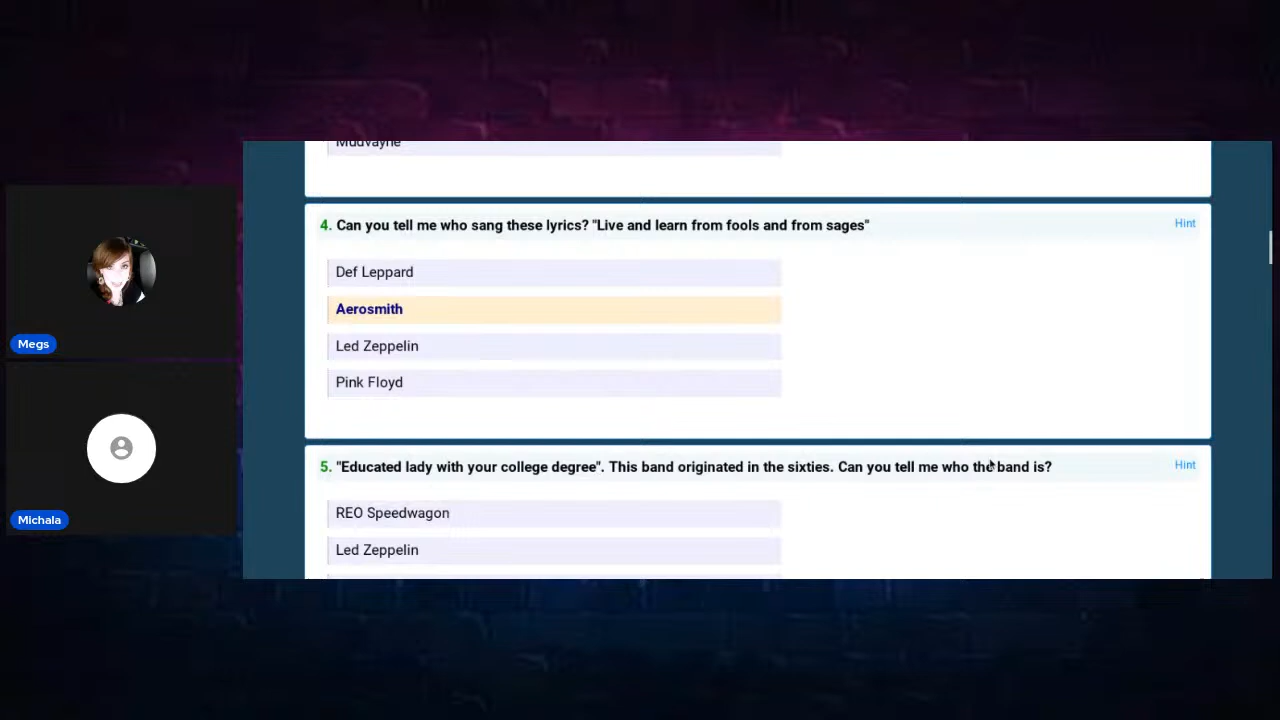 Mudvayne
4. Can you tell me who sang these lyrics? "Live and learn from fools and from sages"
Hint
Def Leppard
Aerosmith
Led Zeppelin
Pink Floyd
Megs
5. "Educated lady with your college degree". This band originated in the sixties. Can you tell me who the band is?
Hint
REO Speedwagon
Led Zeppelin
Michala